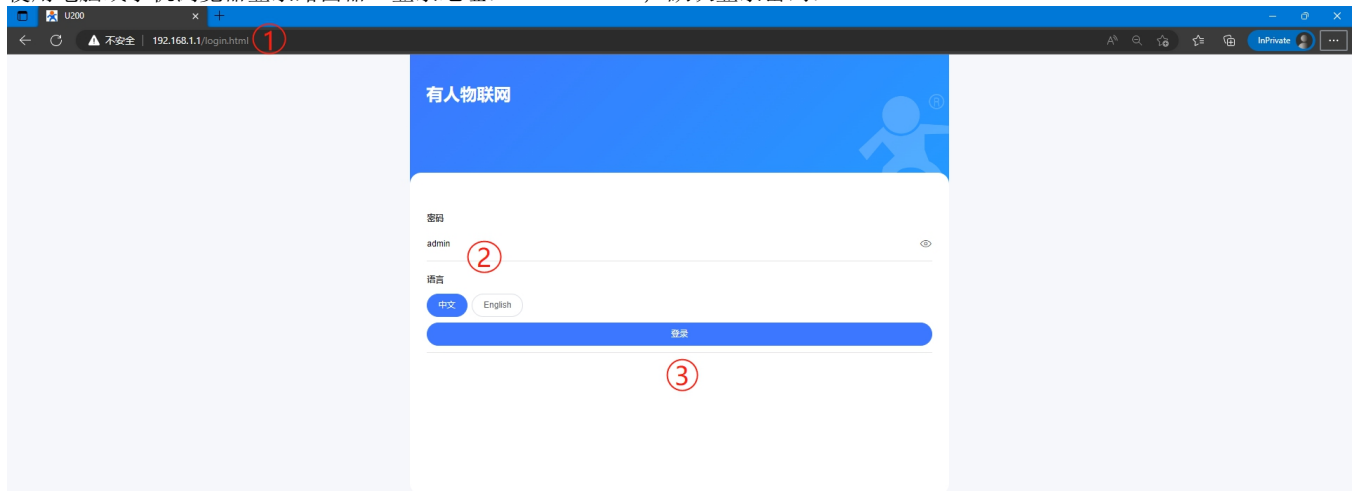 U200
不安全 192.168.1.1/login.html ①
InPrivate
有人物联网
®
密码
admin ②
语言
中文 English
登录
③